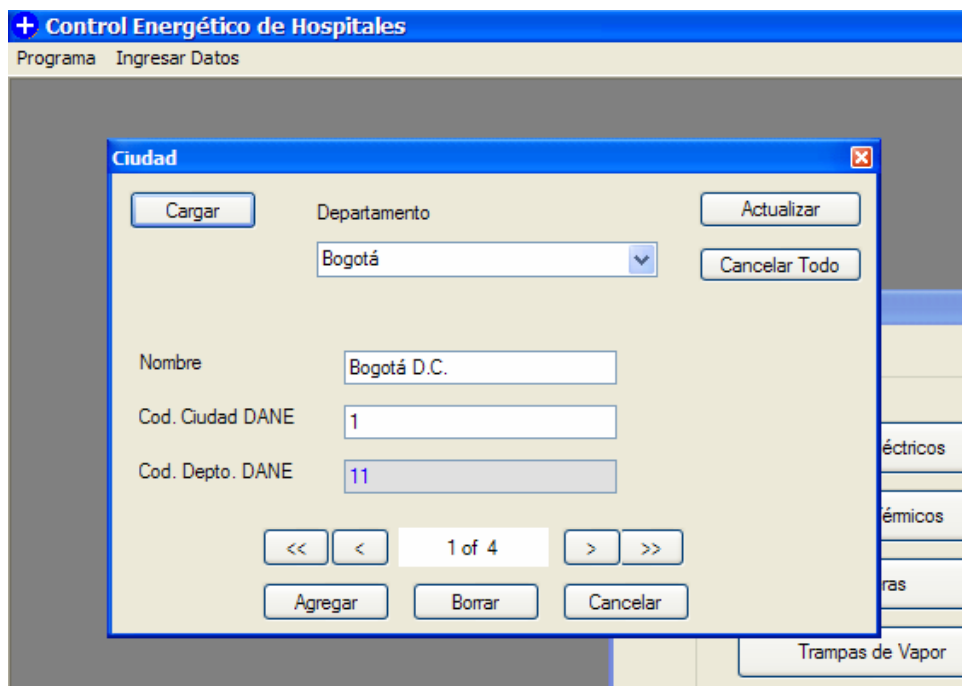 Control Energético de Hospitales
Programa Ingresar Datos
Ciudad
Cargar
Departamento
Actualizar
Bogotá
Cancelar Todo
Nombre
Bogotá D.C.
Cod. Ciudad DANE
1
Cod. Depto. DANE
11
<< < 1 of 4 > >>
Agregar Borrar Cancelar
éctricos
érmicos
ras
Trampas de Vapor